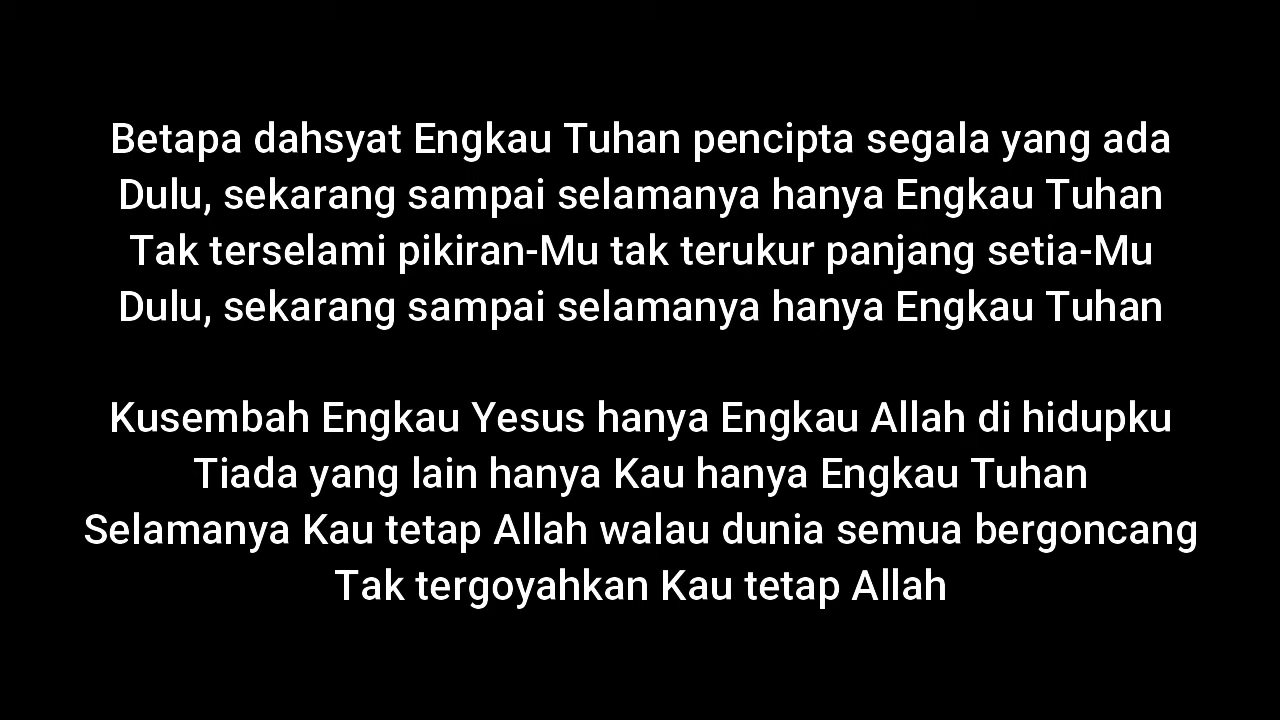 Betapa dahsyat Engkau Tuhan pencipta segala yang ada
Dulu, sekarang sampai selamanya hanya Engkau Tuhan
Tak terselami pikiran-Mu tak terukur panjang setia-Mu
Dulu, sekarang sampai selamanya hanya Engkau Tuhan
Kusembah Engkau Yesus hanya Engkau Allah di hidupku
Tiada yang lain hanya Kau hanya Engkau Tuhan
Selamanya Kau tetap Allah walau dunia semua bergoncang
Tak tergoyahkan Kau tetap Allah